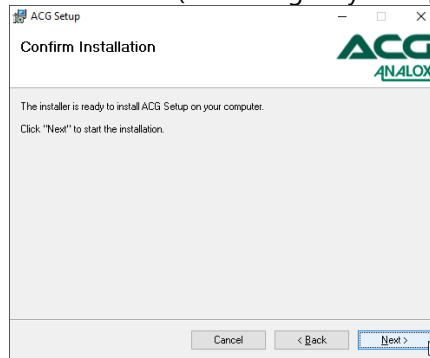 ACG Setup
Confirm Installation
ACG
ANALOX
The installer is ready to install ACG Setup on your computer.
Click "Next" to start the installation.
Cancel
< Back
Next >